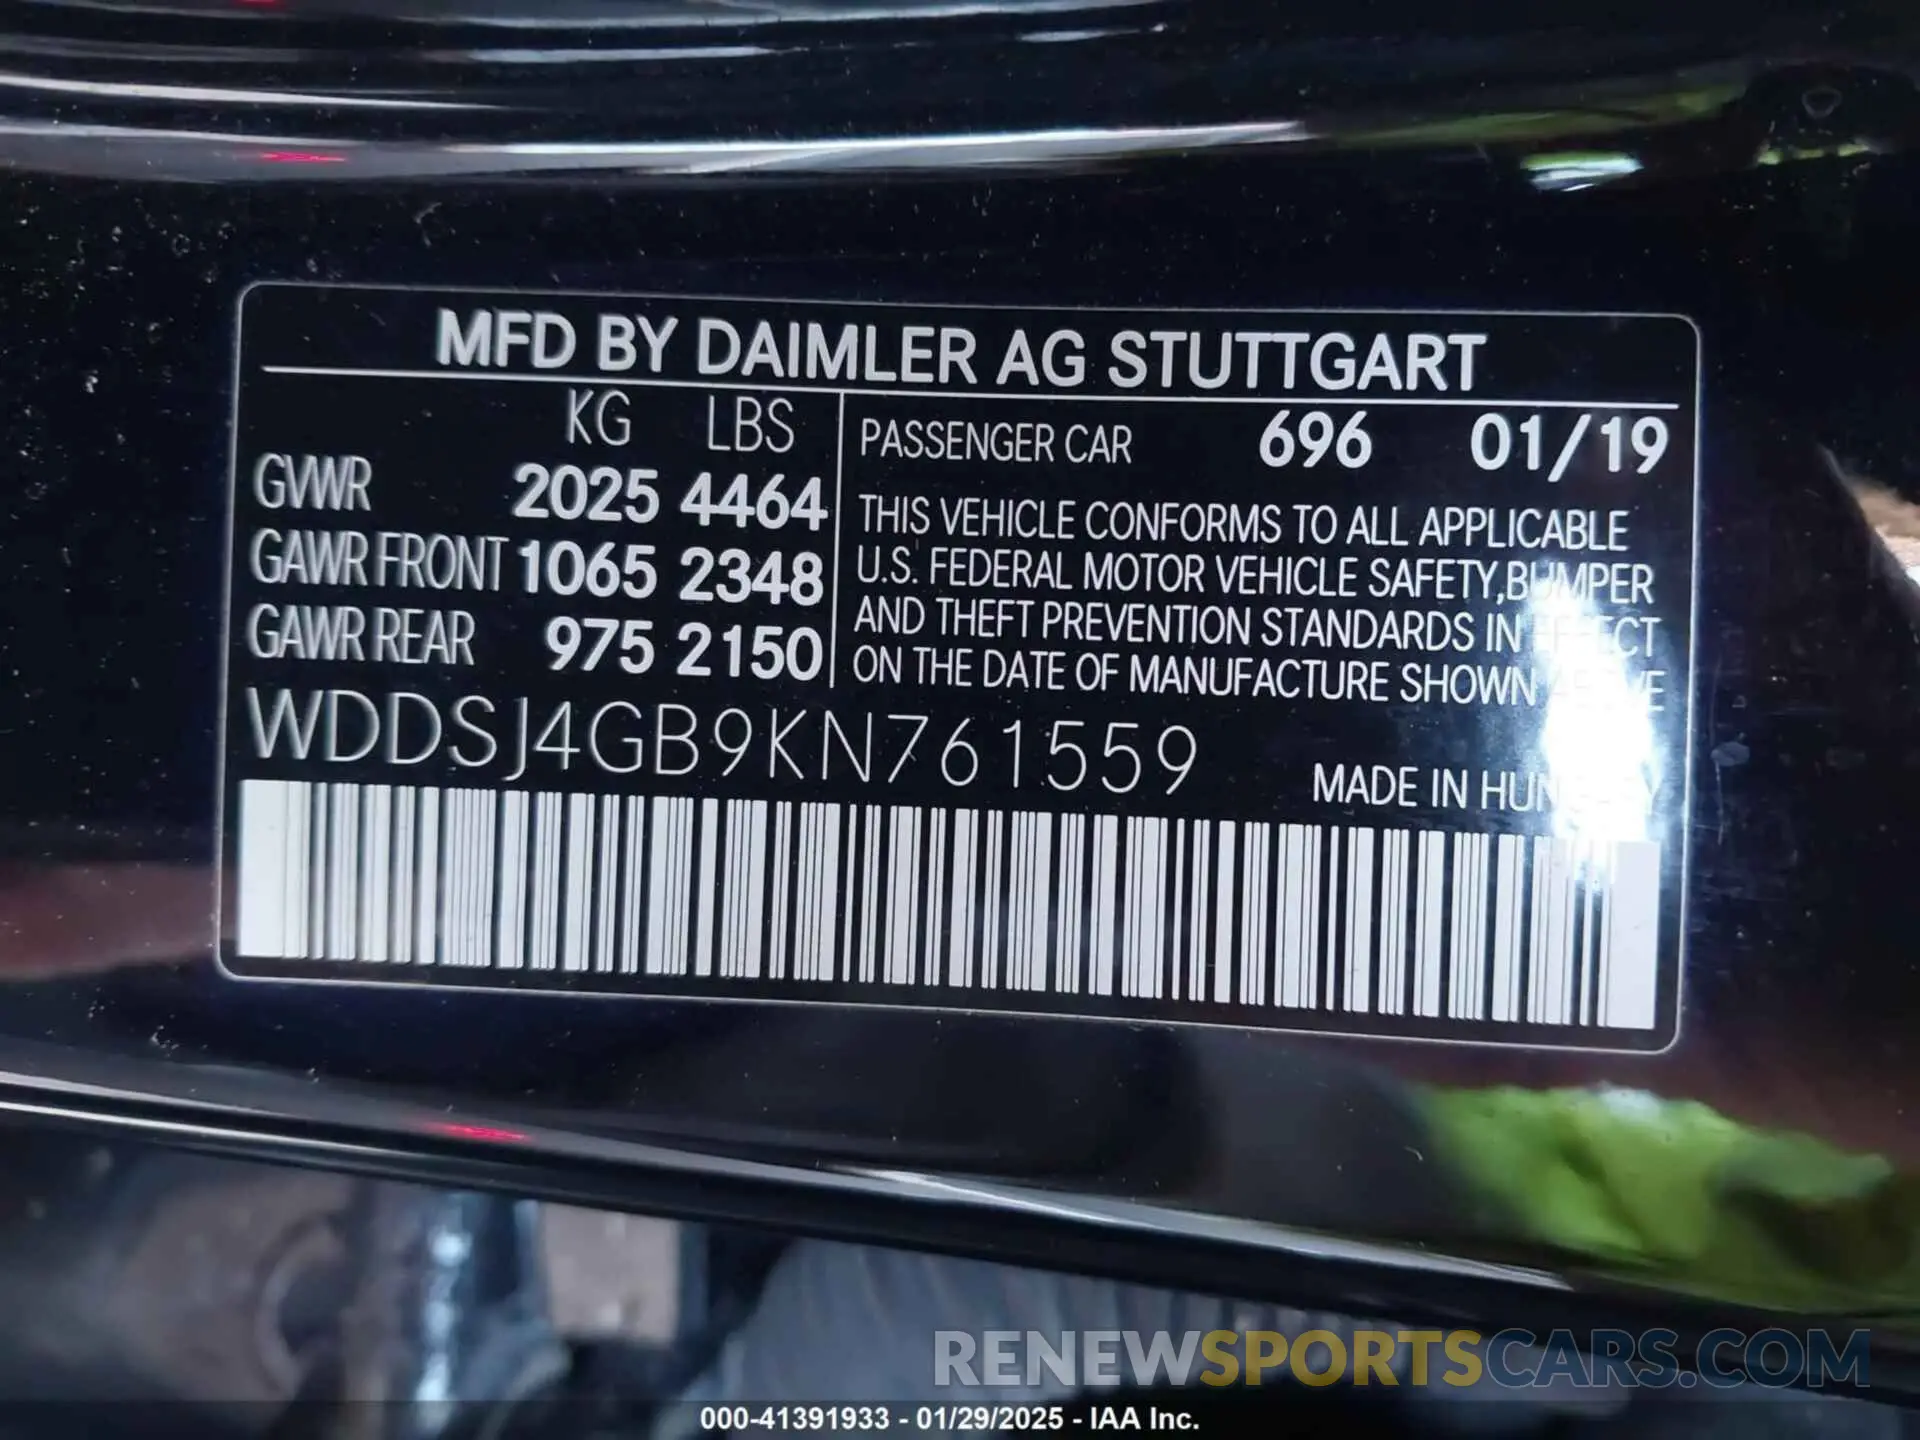 MFD BY DAIMLER AG STUTTGART
KG LBS
GVWR 2025 4464
GAWR FRONT 1065 2348
GAWR REAR 975 2150
PASSENGER CAR 696 01/19
THIS VEHICLE CONFORMS TO ALL APPLICABLE
U.S. FEDERAL MOTOR VEHICLE SAFETY, BUMPER
AND THEFT PREVENTION STANDARDS IN EFFECT
ON THE DATE OF MANUFACTURE SHOWN
WDDSJ4GB9KN761559
MADE IN
RENEWSPORTSCARS.COM
000-41391933 - 01/29/2025 - IAA Inc.